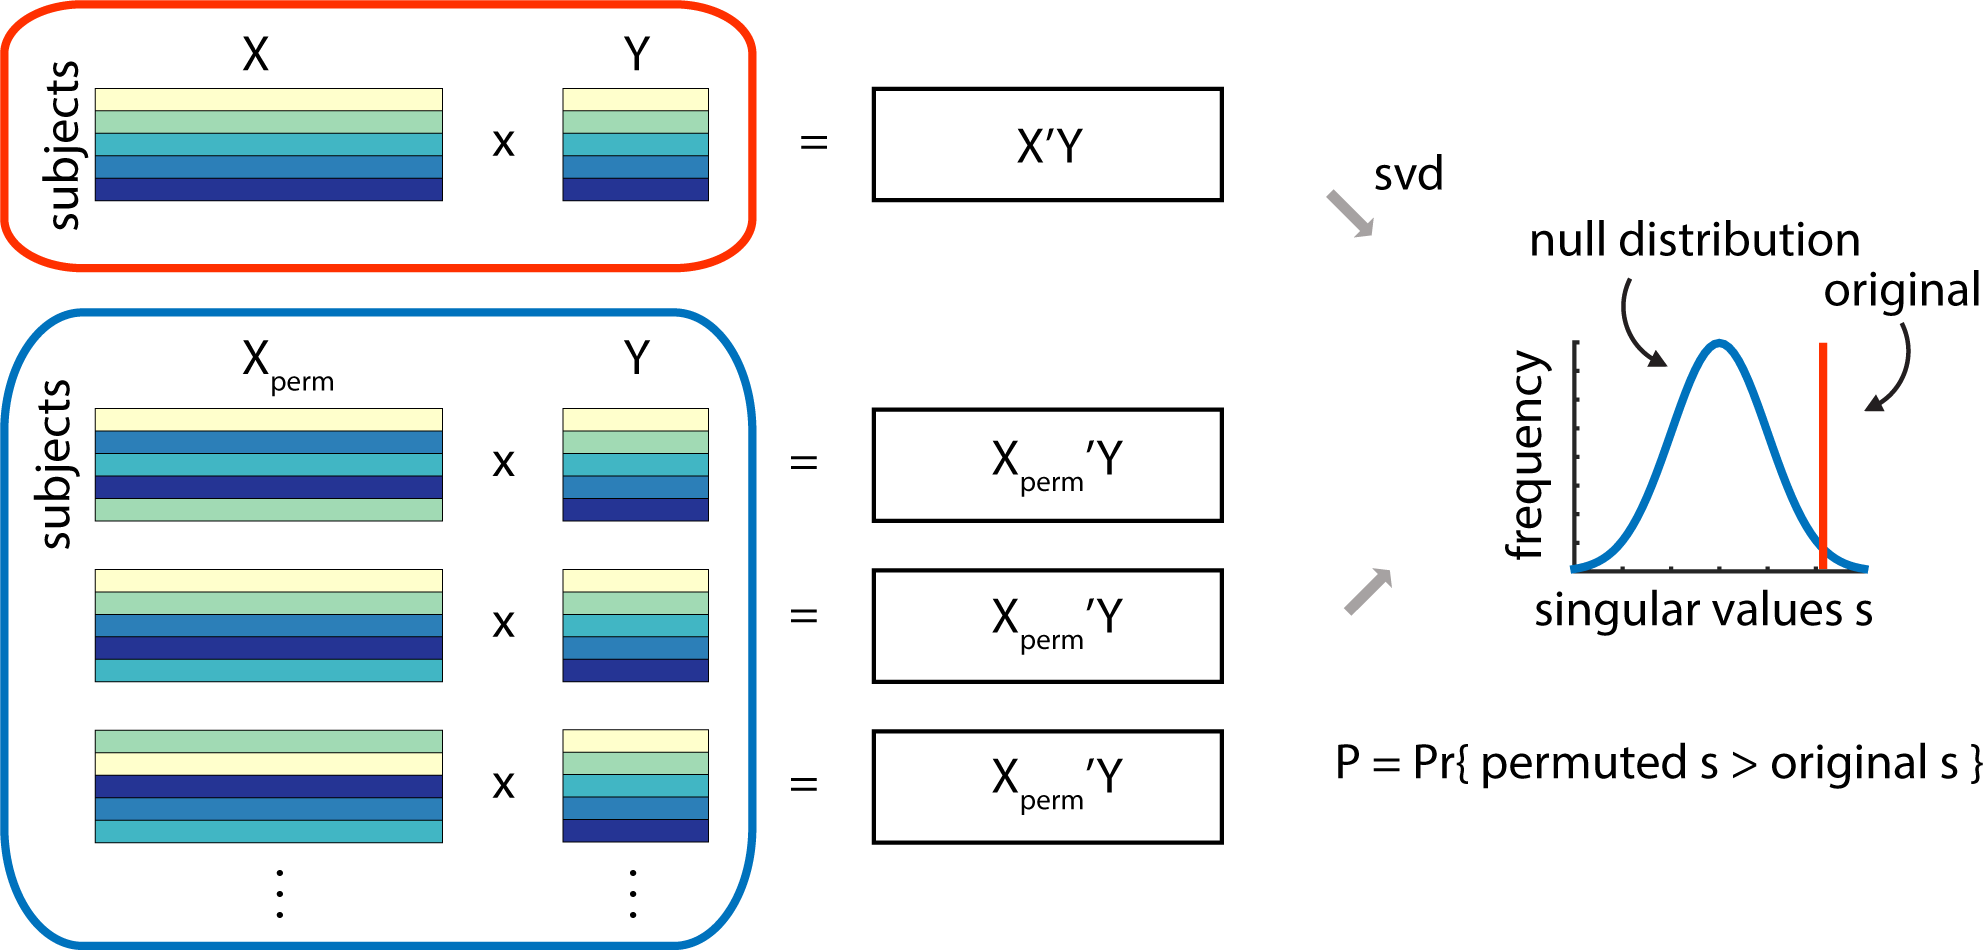 X Y
subjects
x = X'Y
svd
null distribution
original
X perm Y
subjects
x = X perm 'Y
frequency
x = X perm 'Y
singular values s
x = X perm 'Y
P = Pr{ permuted s > original s }
⋮ ⋮